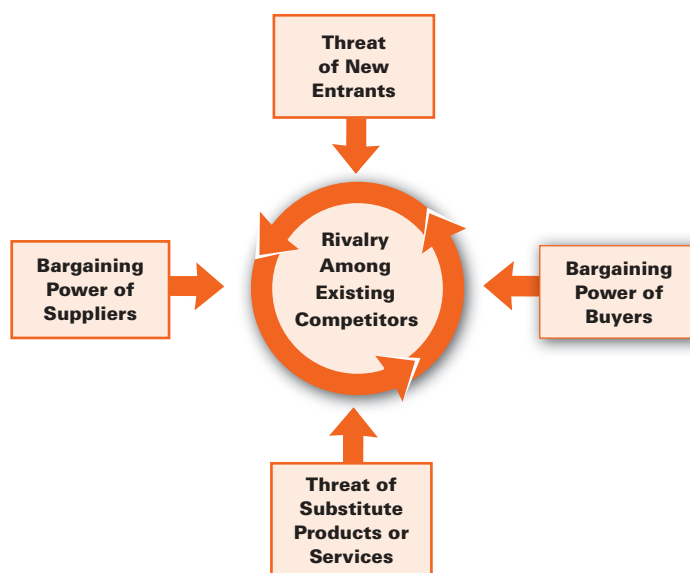 Threat
of New
Entrants
Bargaining
Power of
Suppliers
Rivalry
Among
Existing
Competitors
Bargaining
Power of
Buyers
Threat of
Substitute
Products or
Services